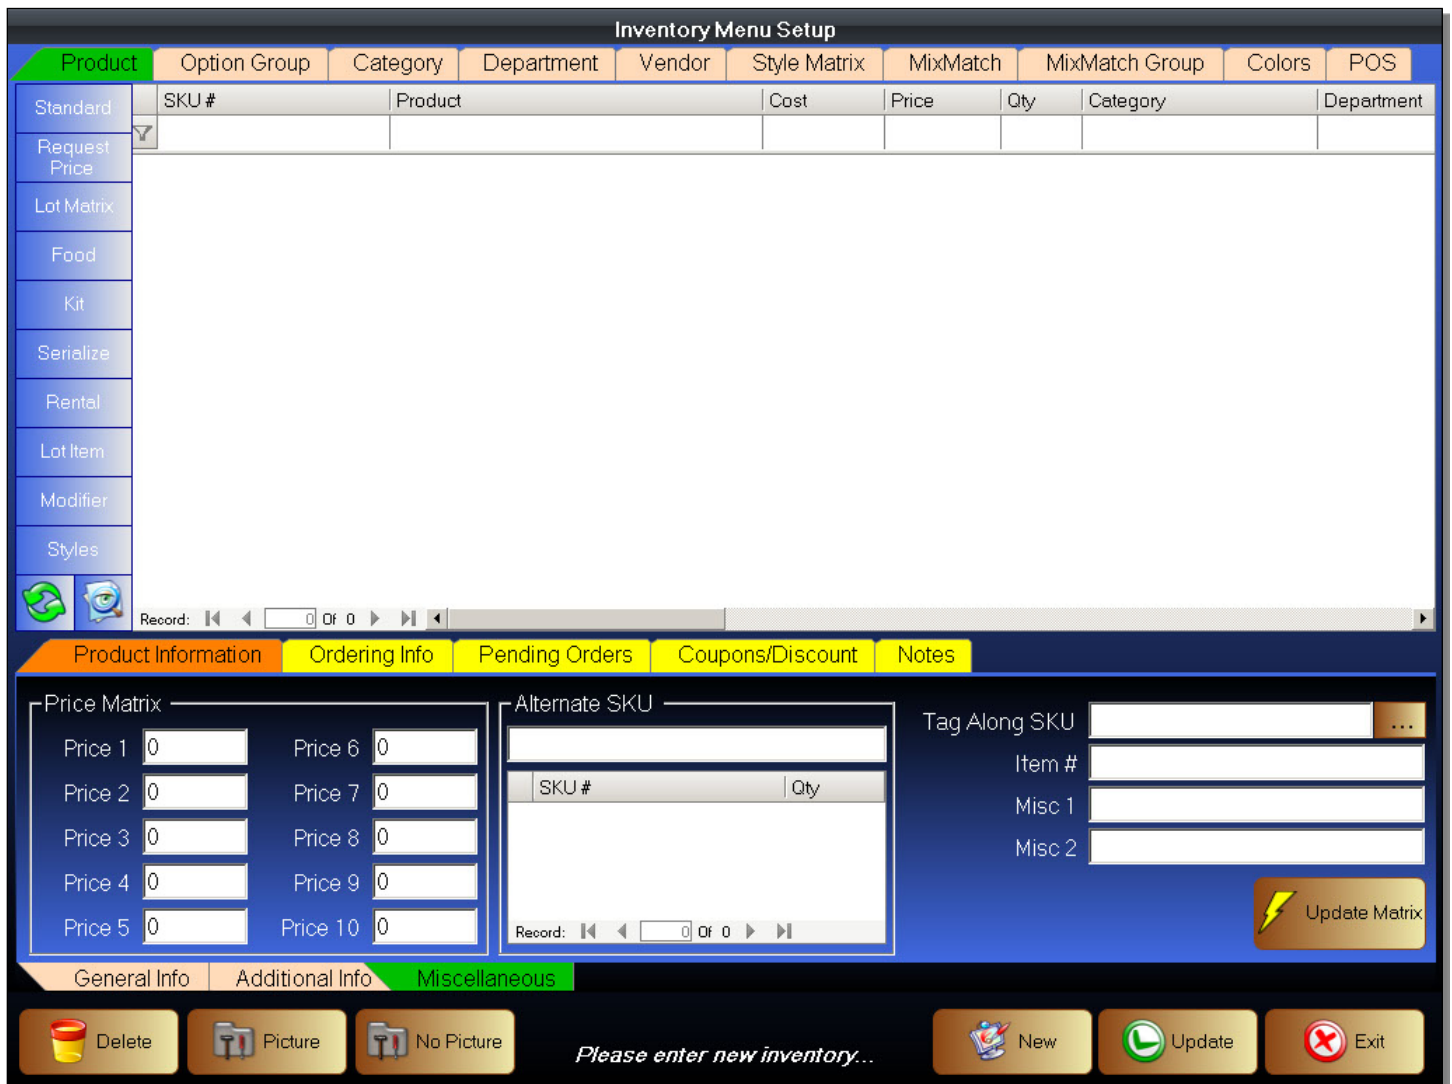 Inventory Menu Setup
Product Option Group Category Department Vendor Style Matrix MixMatch MixMatch Group Colors POS
SKU # Product Cost Price Qty Category Department
Standard
Request
Price
Lot Matrix
Food
Kit
Serialize
Rental
Lot Item
Modifier
Styles
Record: 0 Of 0
Product Information Ordering Info Pending Orders Coupons/Discount Notes
Price Matrix
Price 1 0 Price 6 0
Price 2 0 Price 7 0
Price 3 0 Price 8 0
Price 4 0 Price 9 0
Price 5 0 Price 10 0
Alternate SKU
SKU # Qty
Record: 0 Of 0
Tag Along SKU ...
Item #
Misc 1
Misc 2
Update Matrix
General Info Additional Info Miscellaneous
Delete Picture No Picture Please enter new inventory... New Update Exit